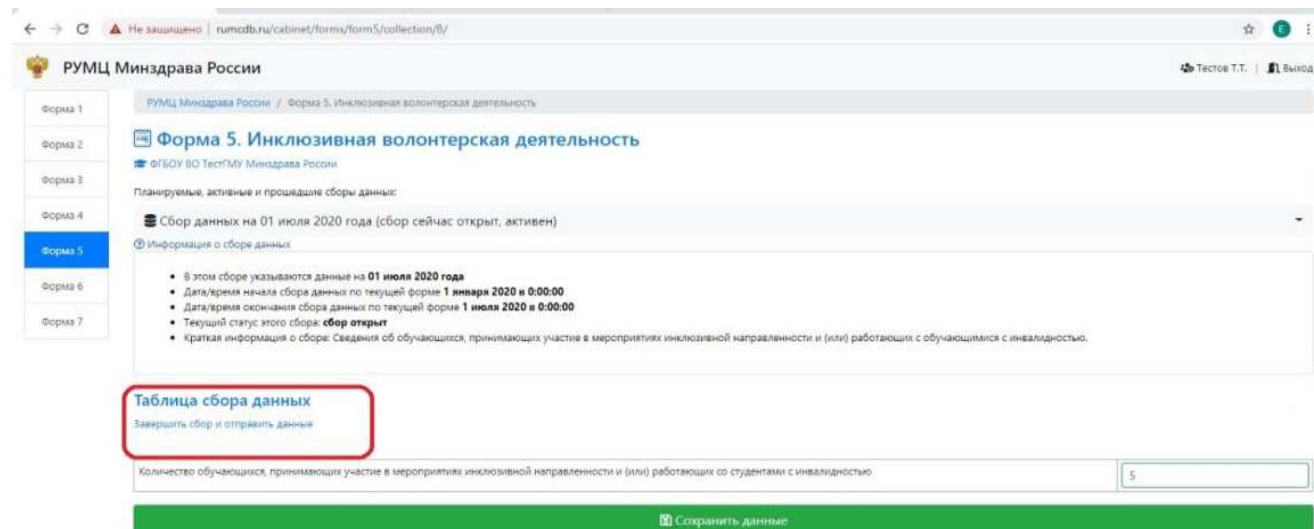 Не защищено | rumcdb.ru/cabinet/forms/form5/collection/8/
E
РУМЦ Минздрава России
Тестов Т.Т. | Выход
Форма 1
Форма 2
Форма 3
Форма 4
Форма 5
Форма 6
Форма 7
РУМЦ Минздрава России / Форма 5. Инклюзивная волонтерская деятельность
Форма 5. Инклюзивная волонтерская деятельность
ФГБОУ ВО ТестГМУ Минздрава России
Планируемые, активные и прошедшие сборы данных:
Сбор данных на 01 июля 2020 года (сбор сейчас открыт, активен)
Информация о сборе данных
В этом сборе указываются данные на 01 июля 2020 года
Дата/время начала сбора данных по текущей форме 1 января 2020 в 0:00:00
Дата/время окончания сбора данных по текущей форме 1 июля 2020 в 0:00:00
Текущий статус этого сбора: сбор открыт
Краткая информация о сборе: Сведения об обучающихся, принимающих участие в мероприятиях инклюзивной направленности и (или) работающих с обучающимися с инвалидностью.
Таблица сбора данных
Завершить сбор и отправить данные
Количество обучающихся, принимающих участие в мероприятиях инклюзивной направленности и (или) работающих со студентами с инвалидностью
5
Сохранить данные